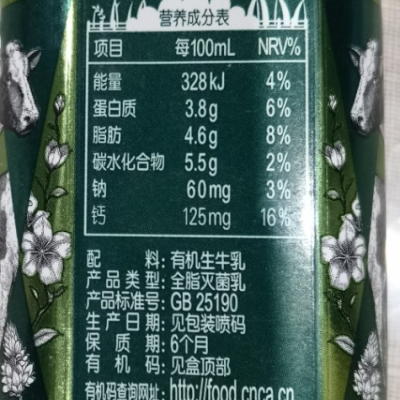 营养成分表
项目 每100mL NRV%
能量 328kJ 4%
蛋白质 3.8g 6%
脂肪 4.6g 8%
碳水化合物 5.5g 2%
钠 60mg 3%
钙 125mg 16%
配料:有机生牛乳
产品类型:全脂灭菌乳
产品标准号:GB 25190
生产日期:见包装喷码
保质期:6个月
有机码:见盒顶部
有机码查询网址:http://food.cnca.cn